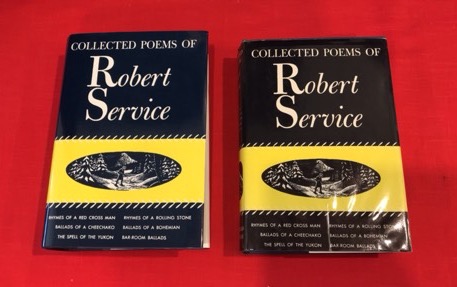 COLLECTED POEMS OF
Robert
Service
RHYMES OF A RED CROSS MAN RHYMES OF A ROLLING STONE
BALLADS OF A CHEECHAKO BALLADS OF A BOHEMIAN
THE SPELL OF THE YUKON BAR-ROOM BALLADS
COLLECTED POEMS OF
Robert
Service
RHYMES OF A RED CROSS MAN RHYMES OF A ROLLING STONE
BALLADS OF A CHEECHAKO BALLADS OF A BOHEMIAN
THE SPELL OF THE YUKON BAR-ROOM BALLADS